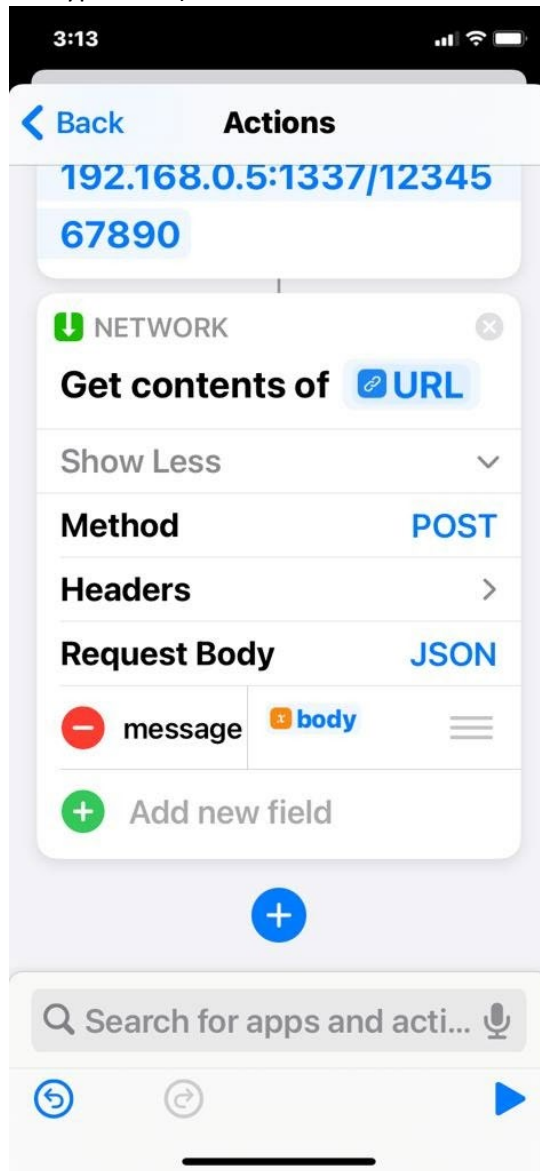 3:13
Back
Actions
192.168.0.5:1337/12345
67890
NETWORK
Get contents of URL
Show Less
Method POST
Headers
Request Body JSON
message body
Add new field
Search for apps and acti...